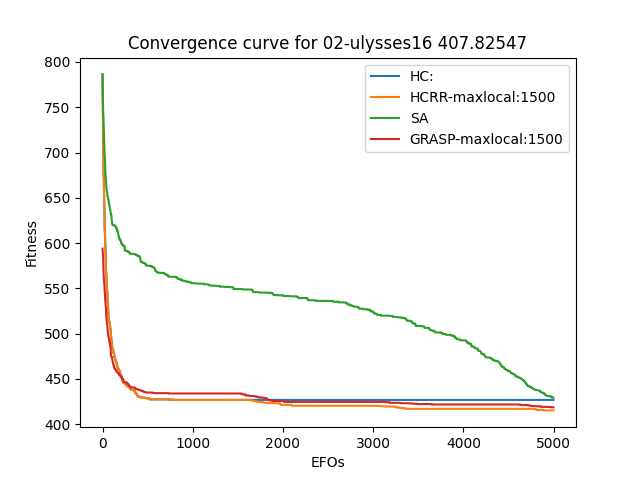 Convergence curve for 02-ulysses16 407.82547
Fitness
800
750
700
650
600
550
500
450
400
HC:
HCRR-maxlocal:1500
SA
GRASP-maxlocal:1500
0 1000 2000 3000 4000 5000
EFOs